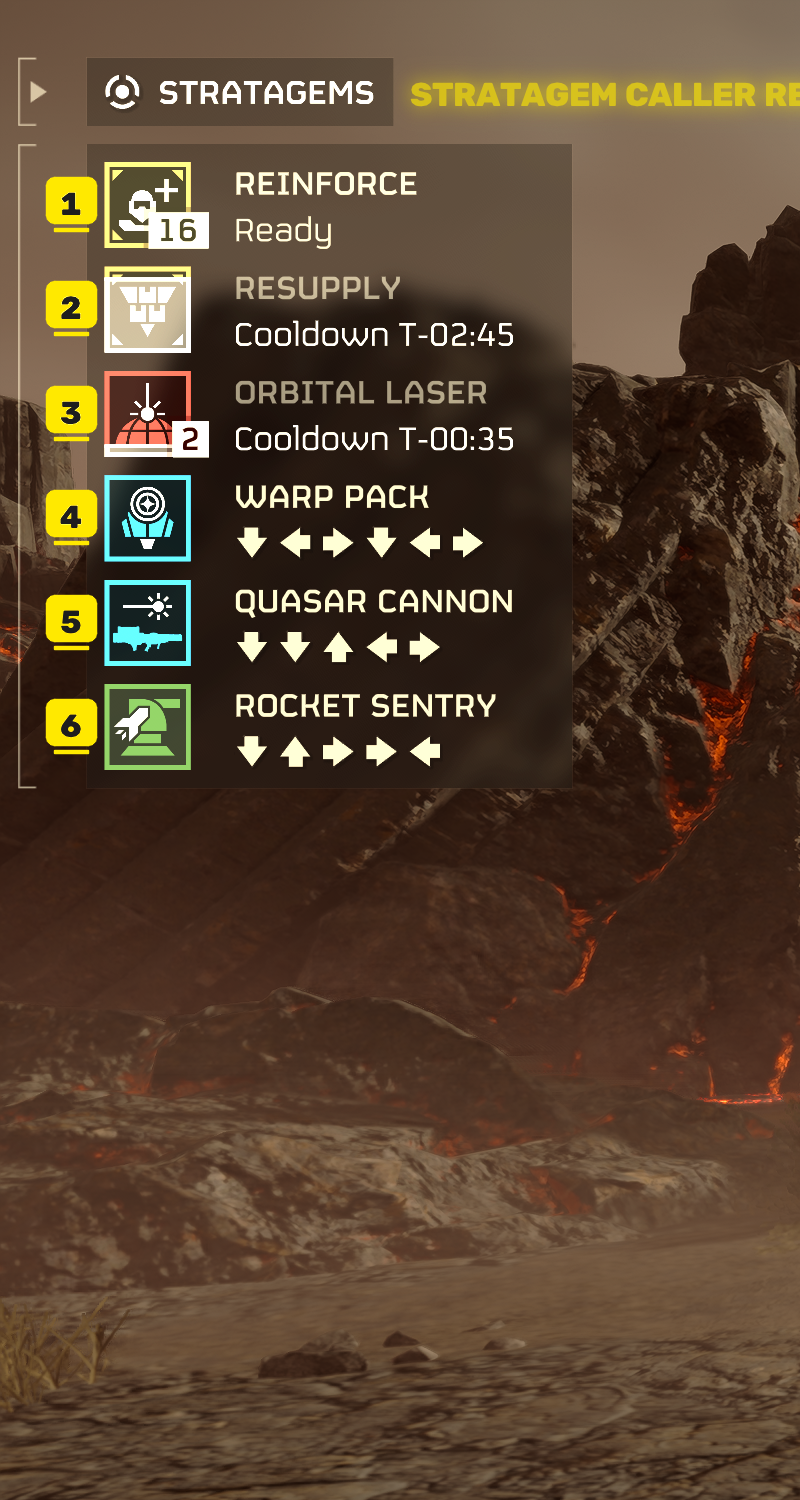 STRATAGEMS STRATAGEM CALLER RE
1 REINFORCE
16 Ready
2 RESUPPLY
Cooldown T-02:45
3 ORBITAL LASER
2 Cooldown T-00:35
4 WARP PACK
5 QUASAR CANNON
6 ROCKET SENTRY